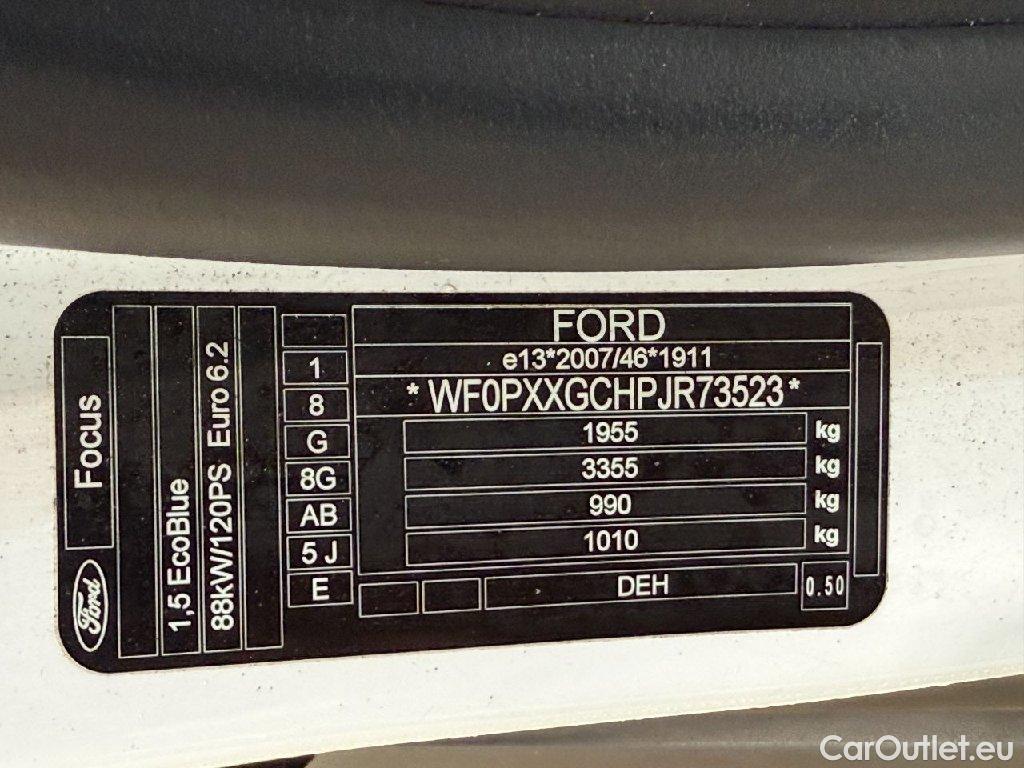 FORD
e13*2007/46*1911
*WF0PXXGCHPJR73523*
1955 kg
3355 kg
990 kg
1010 kg
DEH
0.50
1
8
G
8G
AB
5 J
E
Focus
Ford
1,5 EcoBlue
88kW/120PS Euro 6.2
CarOutlet.eu